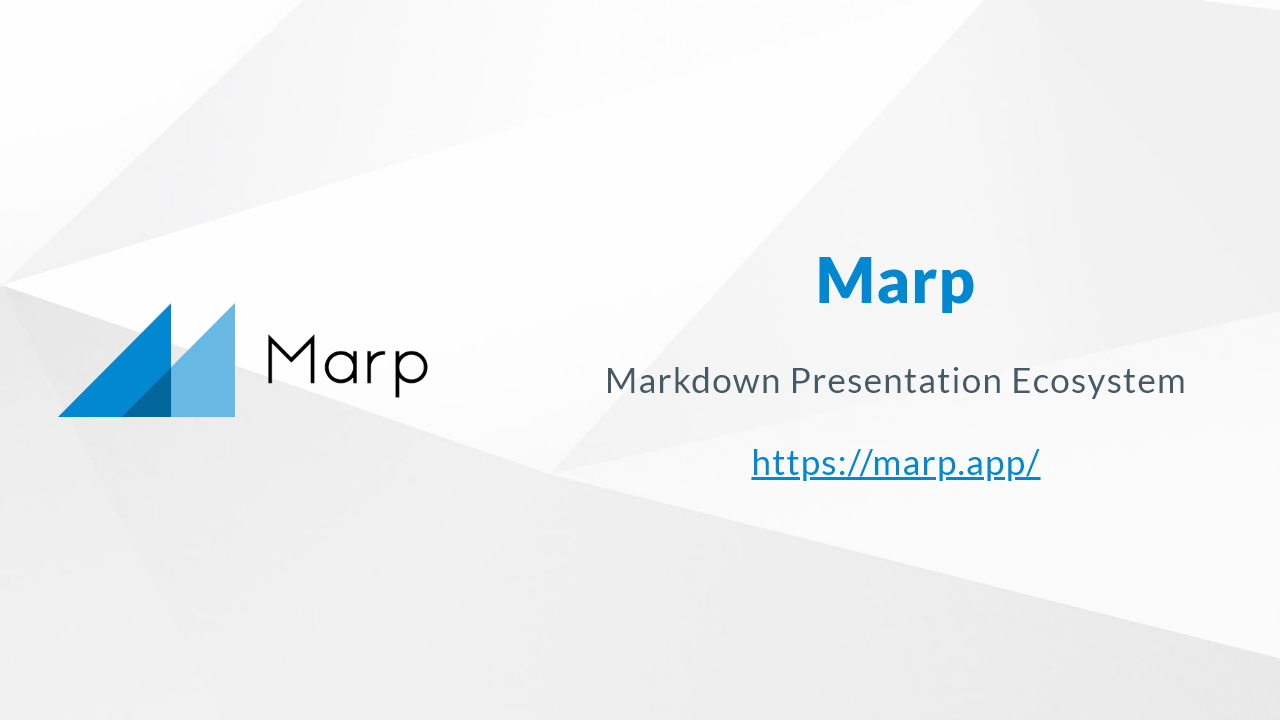 Marp
Marp
Markdown Presentation Ecosystem
https://marp.app/